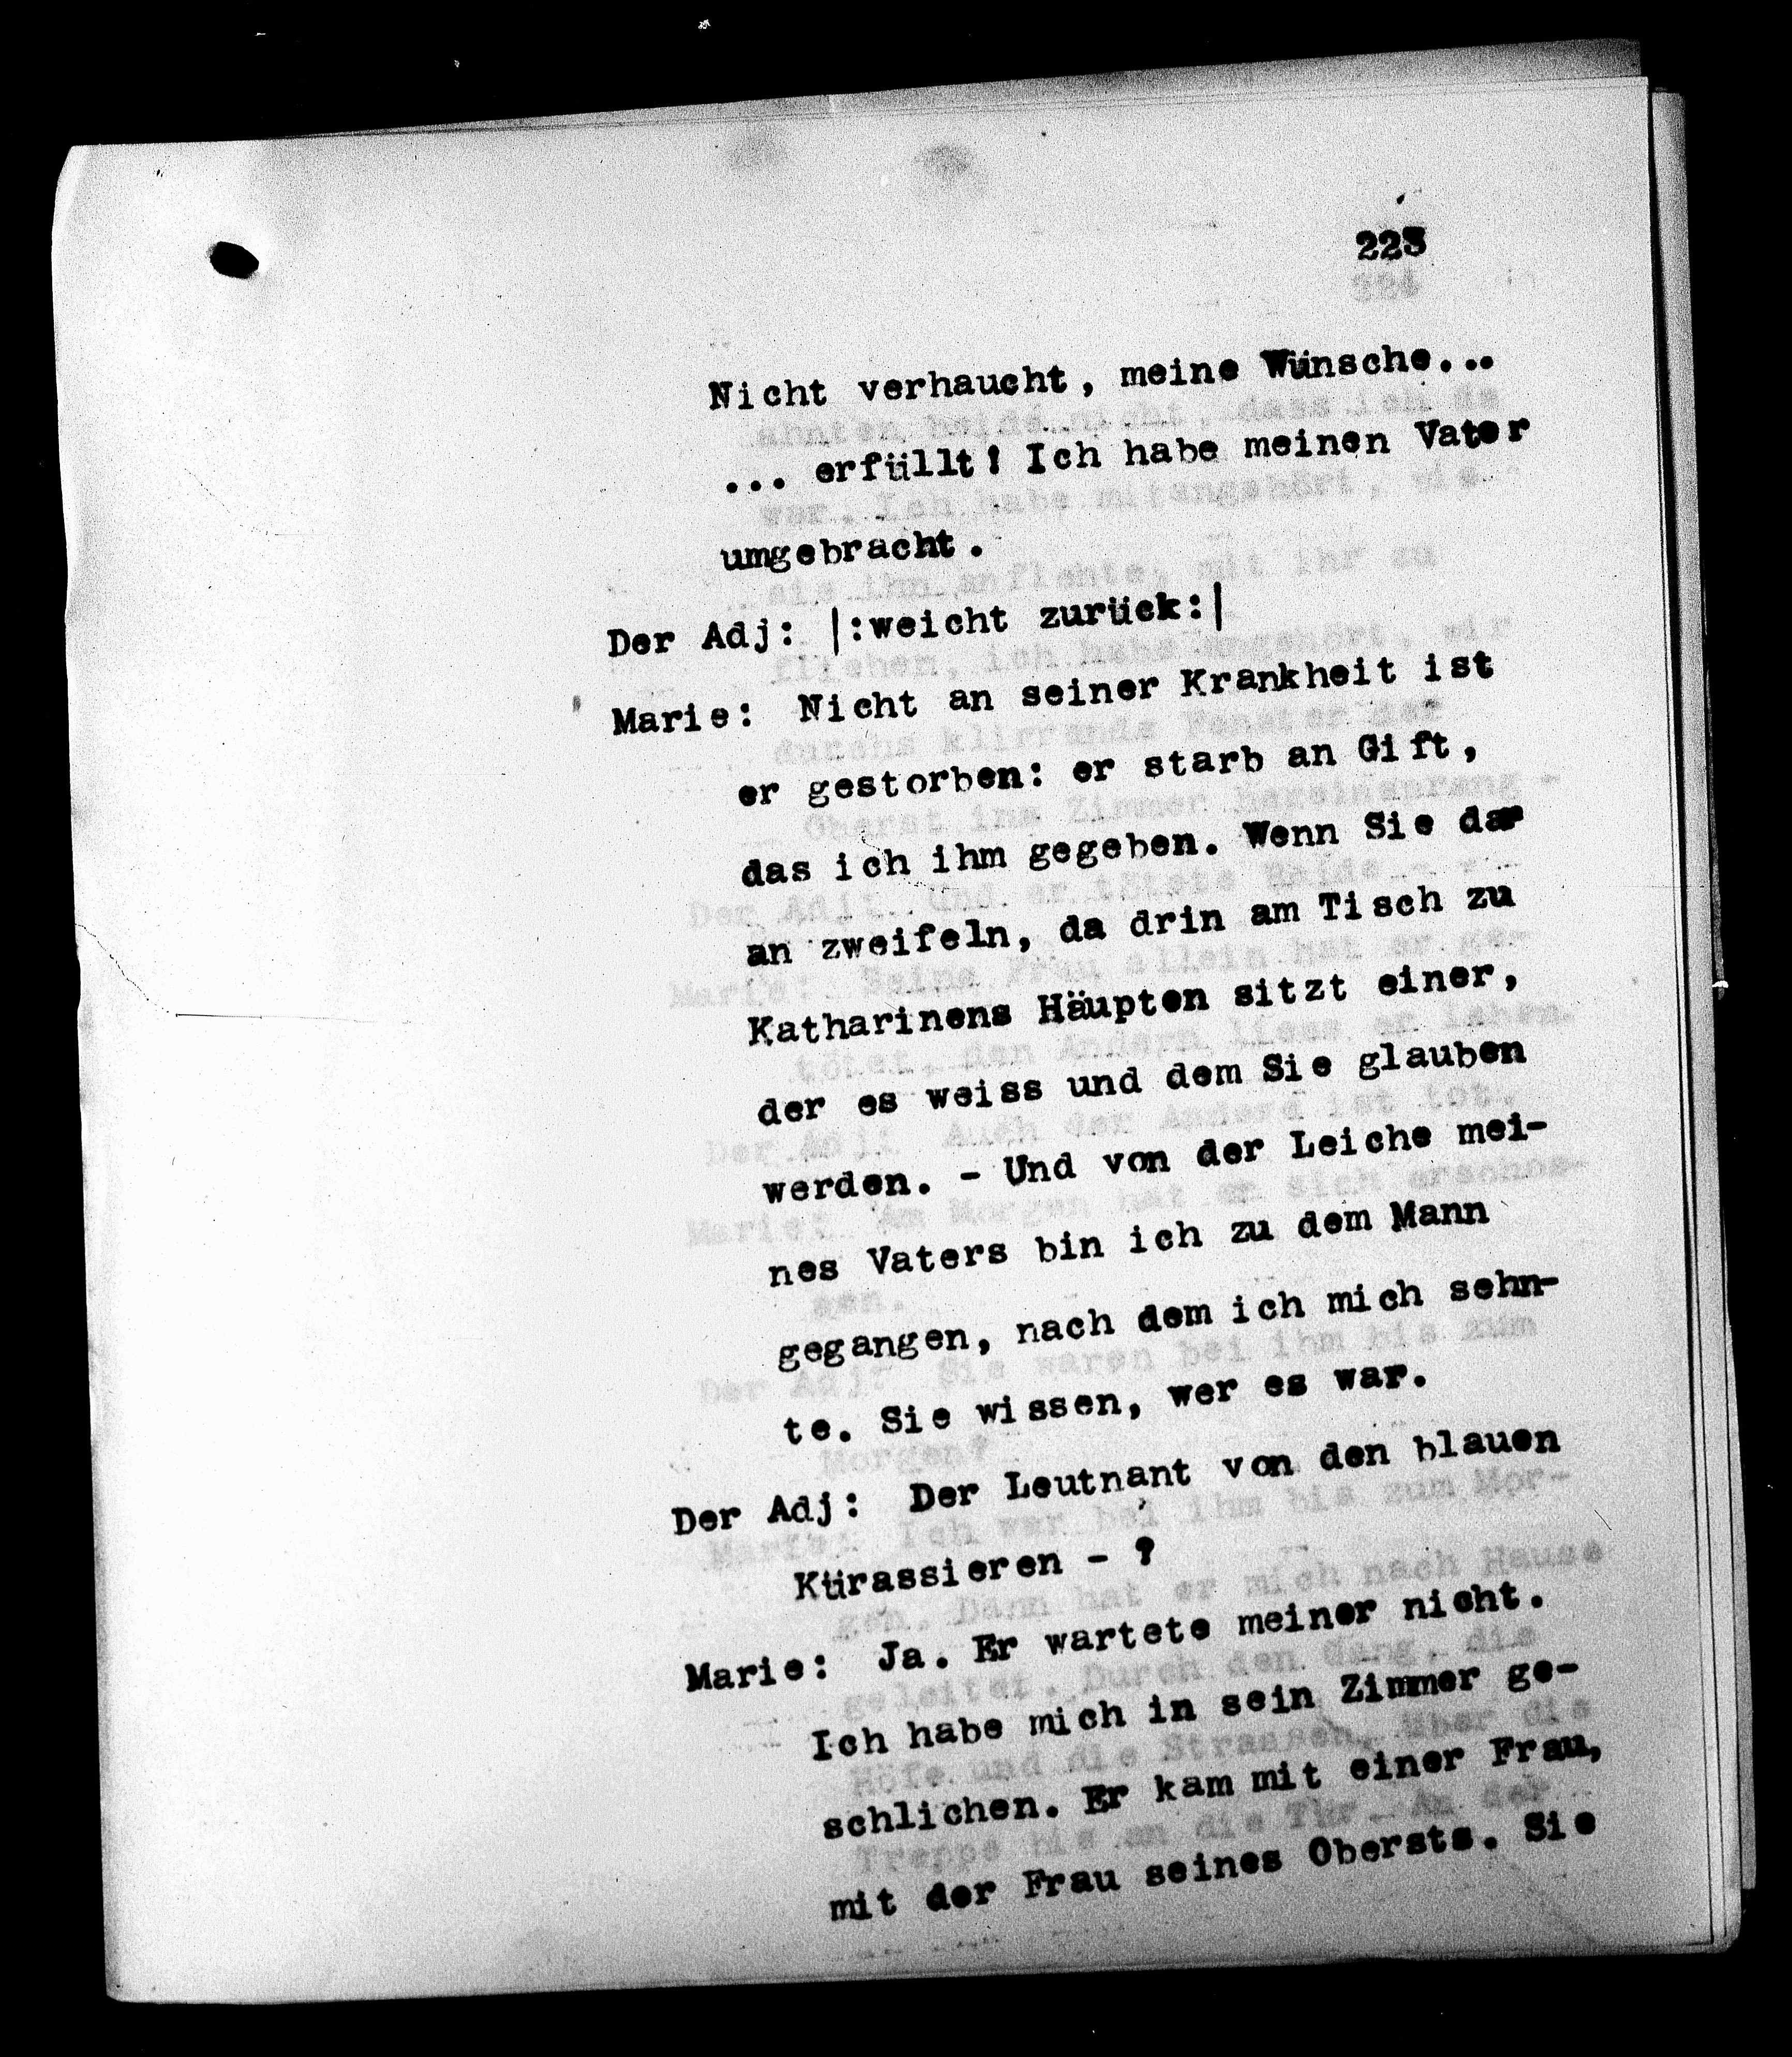 223
Nicht verhaucht, meine Wünsche...
... erfüllt! Ich habe meinen Vater
umgebracht.
Der Adj: |:weicht zurück:|
Marie: Nicht an seiner Krankheit ist
er gestorben: er starb an Gift,
das ich ihm gegeben. Wenn Sie dar
an zweifeln, da drin am Tisch zu
Katharinens Häupten sitzt einer,
der es weiss und dem Sie glauben
werden. - Und von der Leiche mei-
nes Vaters bin ich zu dem Mann
gegangen, nach dem ich mich sehn-
te. Sie wissen, wer es war.
Der Adj: Der Leutnant von den blauen
Kürassieren - ?
Marie: Ja. Er wartete meiner nicht.
Ich habe mich in sein Zimmer ge-
schlichen. Er kam mit einer Frau,
mit der Frau seines Obersts. Sie